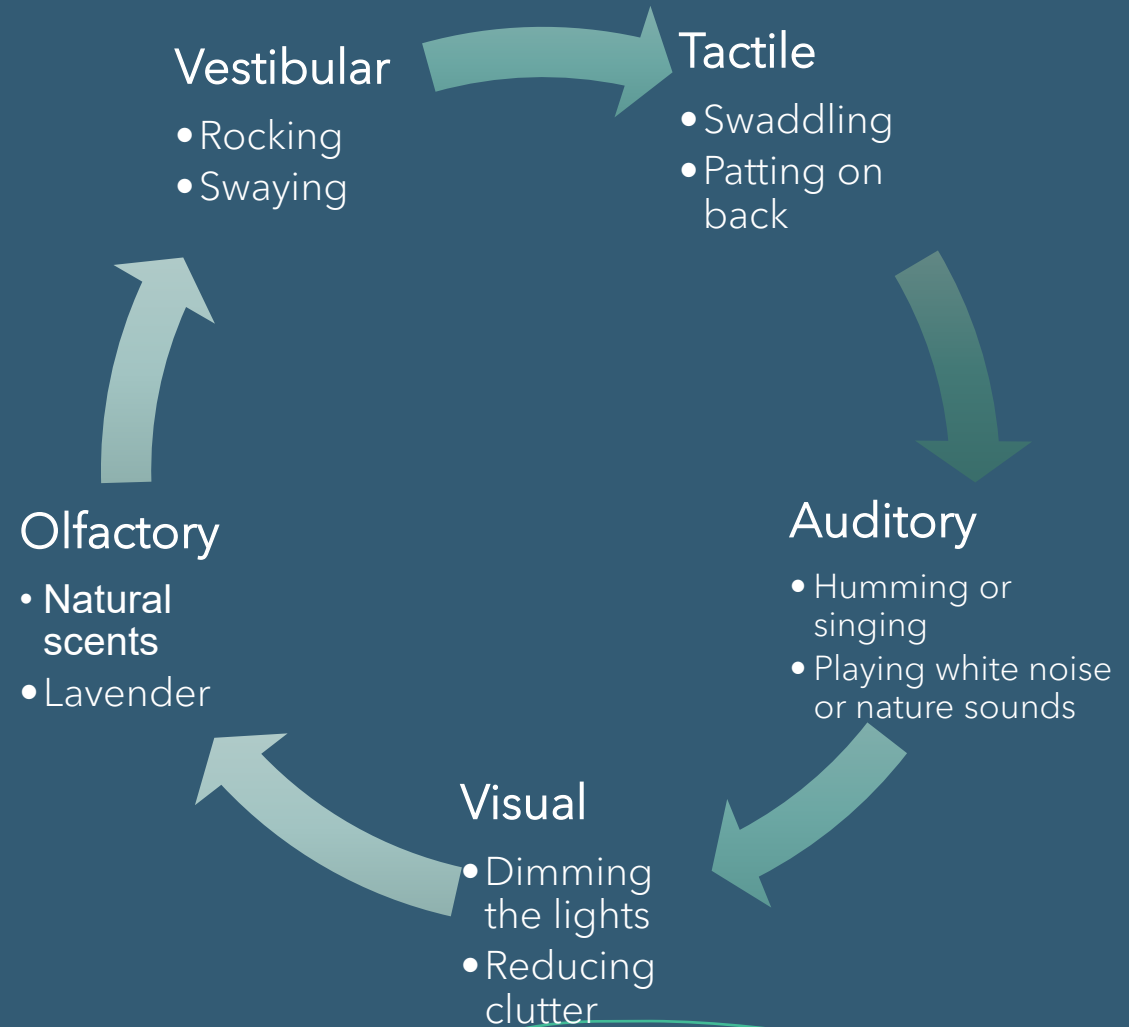 Vestibular
• Rocking
• Swaying
Tactile
• Swaddling
• Patting on
back
Auditory
• Humming or
singing
• Playing white noise
or nature sounds
Visual
• Dimming
the lights
• Reducing
clutter
Olfactory
• Natural
scents
• Lavender